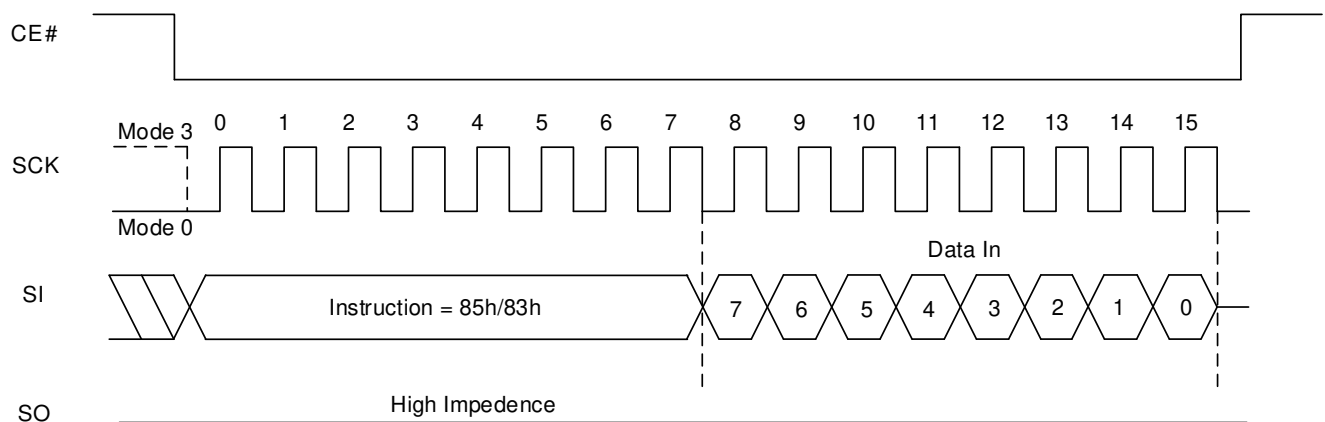 CE#
Mode 3 0 1 2 3 4 5 6 7 8 9 10 11 12 13 14 15
SCK
Mode 0
Data In
SI Instruction = 85h/83h 7 6 5 4 3 2 1 0
High Impedence
SO